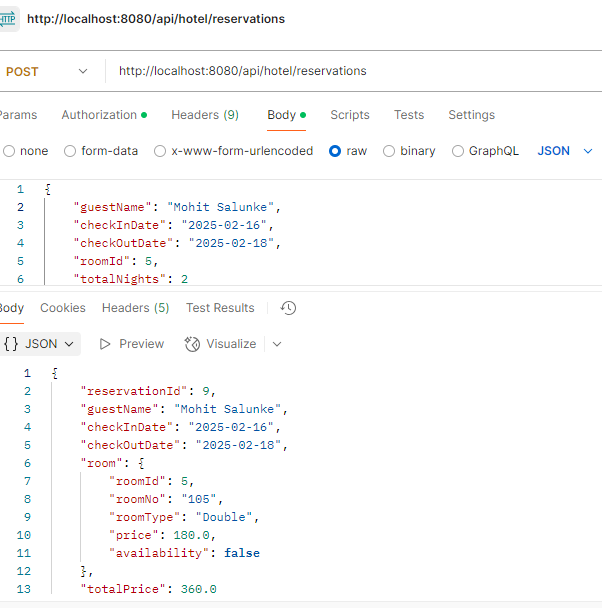 HTTP http://localhost:8080/api/hotel/reservations
POST http://localhost:8080/api/hotel/reservations
Params Authorization Headers (9) Body Scripts Tests Settings
none form-data x-www-form-urlencoded raw binary GraphQL JSON
1 {
2 "guestName": "Mohit Salunke",
3 "checkInDate": "2025-02-16",
4 "checkOutDate": "2025-02-18",
5 "roomId": 5,
6 "totalNights": 2
Body Cookies Headers (5) Test Results
{} JSON Preview Visualize
1 {
2 "reservationId": 9,
3 "guestName": "Mohit Salunke",
4 "checkInDate": "2025-02-16",
5 "checkOutDate": "2025-02-18",
6 "room": {
7 "roomId": 5,
8 "roomNo": "105",
9 "roomType": "Double",
10 "price": 180.0,
11 "availability": false
12 },
13 "totalPrice": 360.0